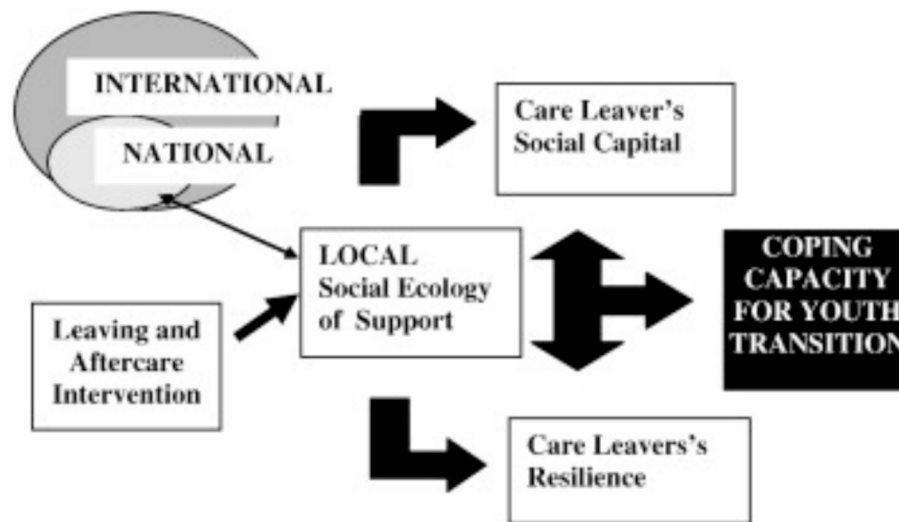 INTERNATIONAL
NATIONAL
Care Leaver's
Social Capital
LOCAL
Social Ecology
of Support
COPING
CAPACITY
FOR YOUTH
TRANSITION
Leaving and
Aftercare
Intervention
Care Leavers's
Resilience